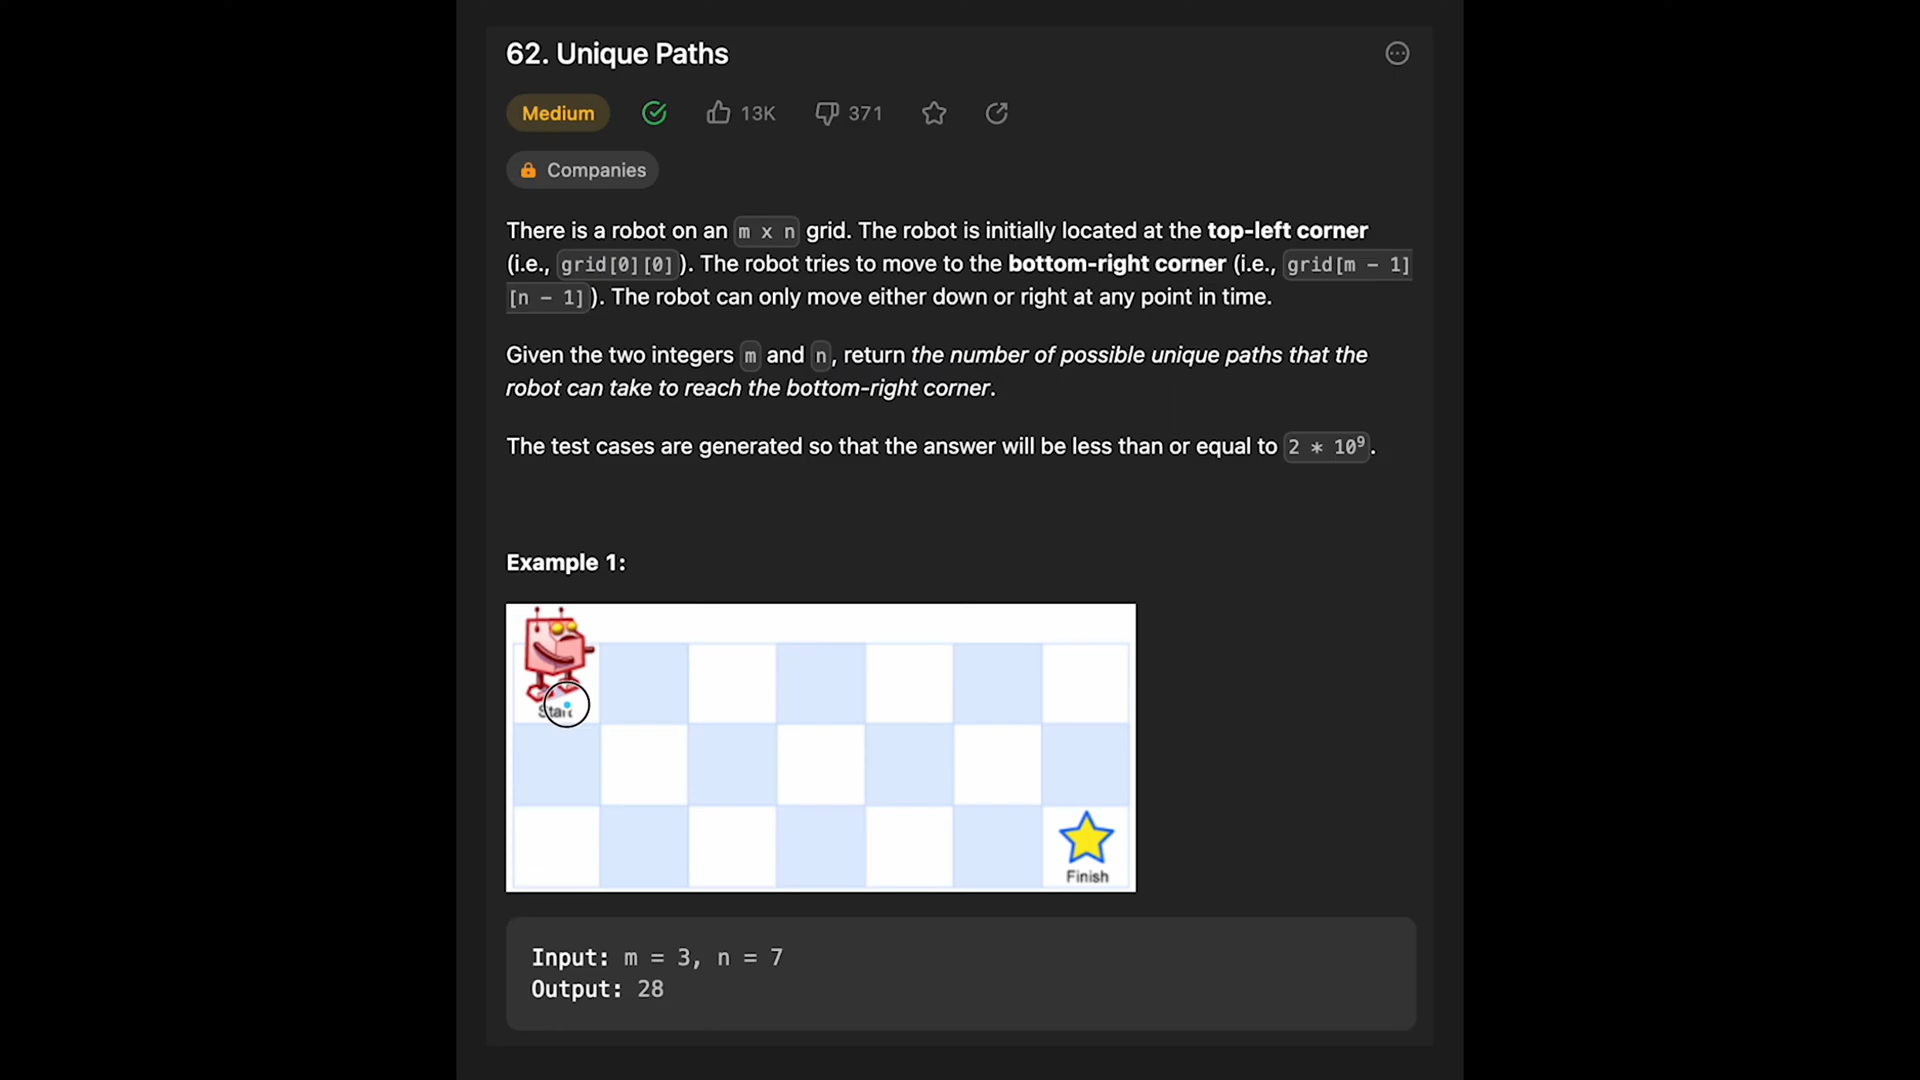 62. Unique Paths
Medium 13K 371
Companies
There is a robot on an m x n grid. The robot is initially located at the top-left corner
(i.e., grid[0][0]). The robot tries to move to the bottom-right corner (i.e., grid[m - 1]
[n - 1]). The robot can only move either down or right at any point in time.
Given the two integers m and n, return the number of possible unique paths that the
robot can take to reach the bottom-right corner.
The test cases are generated so that the answer will be less than or equal to 2 * 10⁹.
Example 1:
Start
Finish
Input: m = 3, n = 7
Output: 28